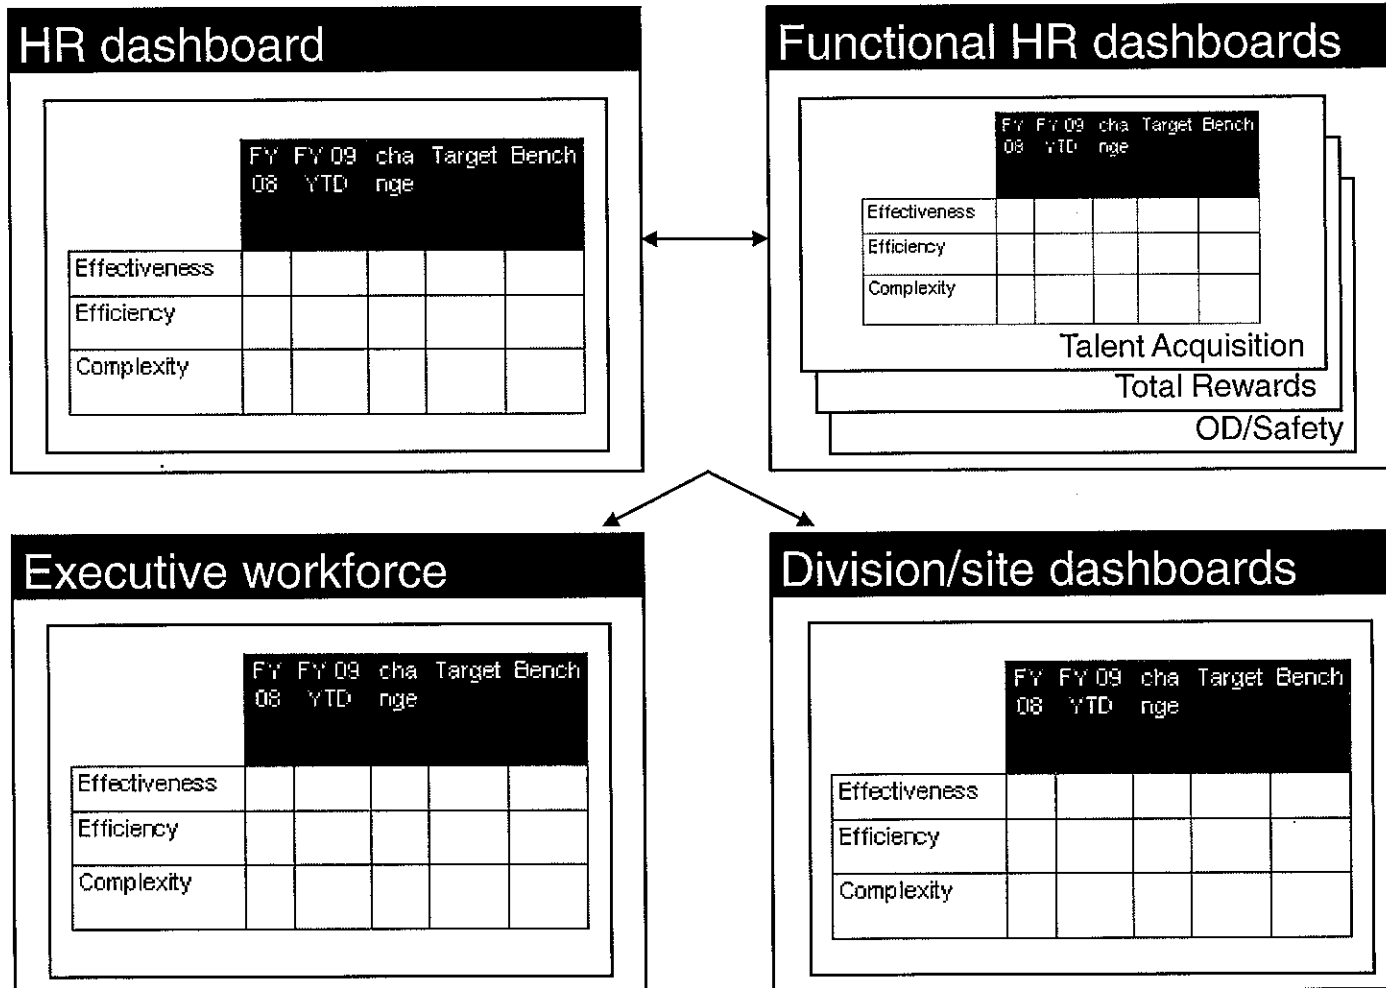 HR dashboard
FY FY 09 cha Target Bench
08 YTD nge
Effectiveness
Efficiency
Complexity
Functional HR dashboards
FY FY 09 cha Target Bench
08 YTD nge
Effectiveness
Efficiency
Complexity
Talent Acquisition
Total Rewards
OD/Safety
Executive workforce
FY FY 09 cha Target Bench
08 YTD nge
Effectiveness
Efficiency
Complexity
Division/site dashboards
FY FY 09 cha Target Bench
08 YTD nge
Effectiveness
Efficiency
Complexity